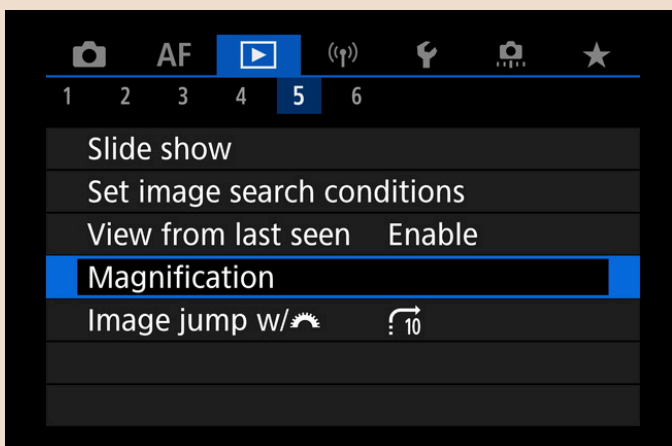 AF
1 2 3 4 5 6
Slide show
Set image search conditions
View from last seen Enable
Magnification
Image jump w/ 10